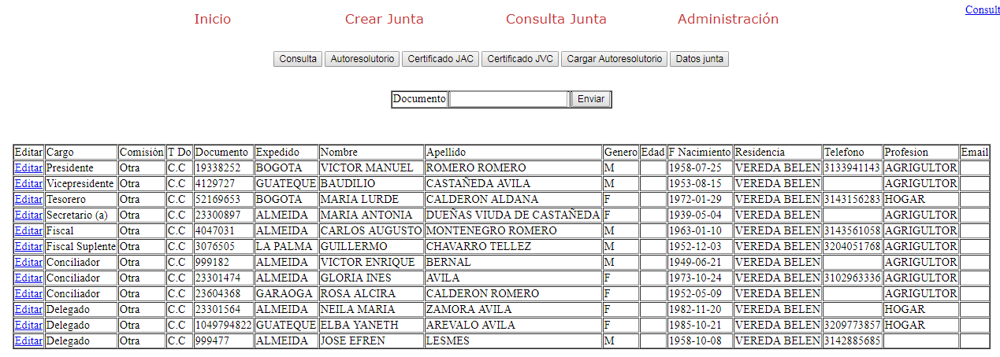 Inicio Crear Junta Consulta Junta Administración Consult
Consulta Autoresolutorio Certificado JAC Certificado JVC Cargar Autoresolutorio Datos junta
Documento Enviar
Editar Cargo Comisión T Do Documento Expedido Nombre Apellido Genero Edad F Nacimiento Residencia Telefono Profesion Email
Editar Presidente Otra C.C 19338252 BOGOTA VICTOR MANUEL ROMERO ROMERO M 1958-07-25 VEREDA BELEN 3133941143 AGRIGULTOR
Editar Vicepresidente Otra C.C 4129727 GUATEQUE BAUDILIO CASTAÑEDA AVILA M 1953-08-15 VEREDA BELEN AGRIGULTOR
Editar Tesorero Otra C.C 52169653 BOGOTA MARIA LURDE CALDERON ALDANA F 1972-01-29 VEREDA BELEN 3143156283 HOGAR
Editar Secretario (a) Otra C.C 23300897 ALMEIDA MARIA ANTONIA DUEÑAS VIUDA DE CASTAÑEDA F 1939-05-04 VEREDA BELEN AGRIGULTOR
Editar Fiscal Otra C.C 4047031 ALMEIDA CARLOS AUGUSTO MONTENEGRO ROMERO M 1963-01-10 VEREDA BELEN 3143561058 AGRIGULTOR
Editar Fiscal Suplente Otra C.C 3076505 LA PALMA GUILLERMO CHAVARRO TELLEZ M 1952-12-03 VEREDA BELEN 3204051768 AGRIGULTOR
Editar Conciliador Otra C.C 999182 ALMEIDA VICTOR ENRIQUE BERNAL M 1949-06-21 VEREDA BELEN AGRIGULTOR
Editar Conciliador Otra C.C 23301474 ALMEIDA GLORIA INES AVILA F 1973-10-24 VEREDA BELEN 3102963336 AGRIGULTOR
Editar Conciliador Otra C.C 23604368 GARAOGA ROSA ALCIRA CALDERON ROMERO F 1952-05-09 VEREDA BELEN AGRIGULTOR
Editar Delegado Otra C.C 23301564 ALMEIDA NEILA MARIA ZAMORA AVILA F 1982-11-20 VEREDA BELEN HOGAR
Editar Delegado Otra C.C 1049794822 GUATEQUE ELBA YANETH AREVALO AVILA F 1985-10-21 VEREDA BELEN 3209773857 HOGAR
Editar Delegado Otra C.C 999477 ALMEIDA JOSE EFREN LESMES M 1958-10-08 VEREDA BELEN 3142885685